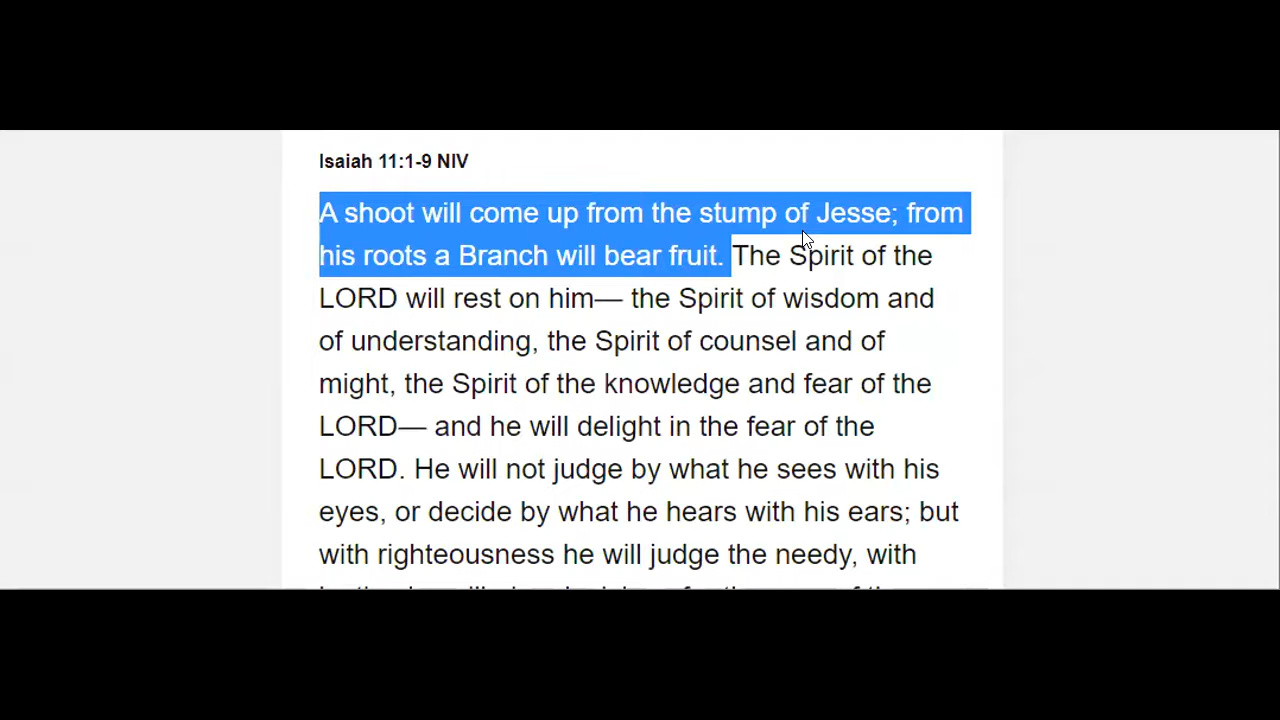 Isaiah 11:1-9 NIV
A shoot will come up from the stump of Jesse; from
his roots a Branch will bear fruit. The Spirit of the
LORD will rest on him— the Spirit of wisdom and
of understanding, the Spirit of counsel and of
might, the Spirit of the knowledge and fear of the
LORD— and he will delight in the fear of the
LORD. He will not judge by what he sees with his
eyes, or decide by what he hears with his ears; but
with righteousness he will judge the needy, with